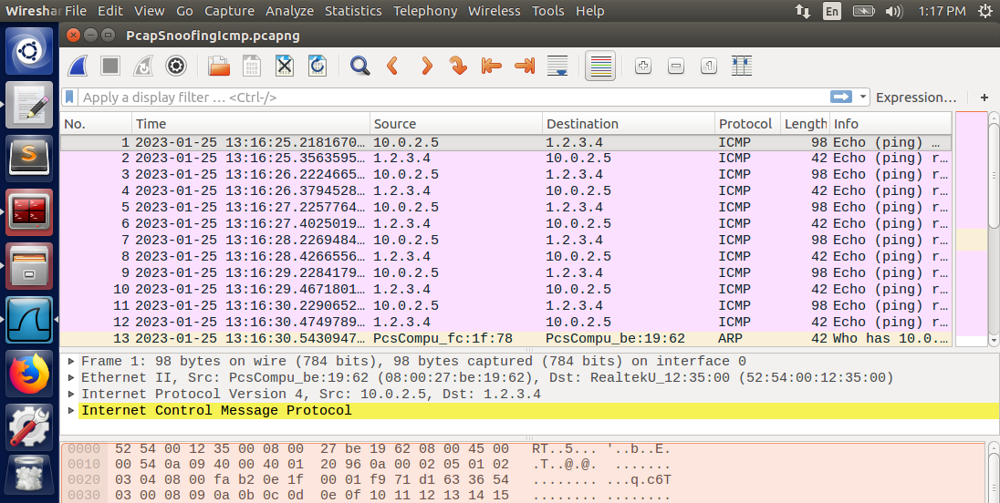 Wireshar File Edit View Go Capture Analyze Statistics Telephony Wireless Tools Help En 1:17 PM
PcapSnoofingIcmp.pcapng
Apply a display filter … <Ctrl-/> Expression… +
No. Time Source Destination Protocol Length Info
1 2023-01-25 13:16:25.2181670… 10.0.2.5 1.2.3.4 ICMP 98 Echo (ping) …
2 2023-01-25 13:16:25.3563595… 1.2.3.4 10.0.2.5 ICMP 42 Echo (ping) r…
3 2023-01-25 13:16:26.2224665… 10.0.2.5 1.2.3.4 ICMP 98 Echo (ping) r…
4 2023-01-25 13:16:26.3794528… 1.2.3.4 10.0.2.5 ICMP 42 Echo (ping) r…
5 2023-01-25 13:16:27.2257764… 10.0.2.5 1.2.3.4 ICMP 98 Echo (ping) r…
6 2023-01-25 13:16:27.4025019… 1.2.3.4 10.0.2.5 ICMP 42 Echo (ping) r…
7 2023-01-25 13:16:28.2269484… 10.0.2.5 1.2.3.4 ICMP 98 Echo (ping) r…
8 2023-01-25 13:16:28.4266556… 1.2.3.4 10.0.2.5 ICMP 42 Echo (ping) r…
9 2023-01-25 13:16:29.2284179… 10.0.2.5 1.2.3.4 ICMP 98 Echo (ping) r…
10 2023-01-25 13:16:29.4671801… 1.2.3.4 10.0.2.5 ICMP 42 Echo (ping) r…
11 2023-01-25 13:16:30.2290652… 10.0.2.5 1.2.3.4 ICMP 98 Echo (ping) r…
12 2023-01-25 13:16:30.4749789… 1.2.3.4 10.0.2.5 ICMP 42 Echo (ping) r…
13 2023-01-25 13:16:30.5430947… PcsCompu_fc:1f:78 PcsCompu_be:19:62 ARP 42 Who has 10.0.…
Frame 1: 98 bytes on wire (784 bits), 98 bytes captured (784 bits) on interface 0
Ethernet II, Src: PcsCompu_be:19:62 (08:00:27:be:19:62), Dst: RealtekU_12:35:00 (52:54:00:12:35:00)
Internet Protocol Version 4, Src: 10.0.2.5, Dst: 1.2.3.4
Internet Control Message Protocol
0000 52 54 00 12 35 00 08 00 27 be 19 62 08 00 45 00 RT..5... '..b..E.
0010 00 54 0a 09 40 00 40 01 20 96 0a 00 02 05 01 02 .T..@.@. .......
0020 03 04 08 00 fa b2 0e 1f 00 01 f9 71 d1 63 36 54 ........ ...q.c6T
0030 03 00 08 09 0a 0b 0c 0d 0e 0f 10 11 12 13 14 15 ........ ........